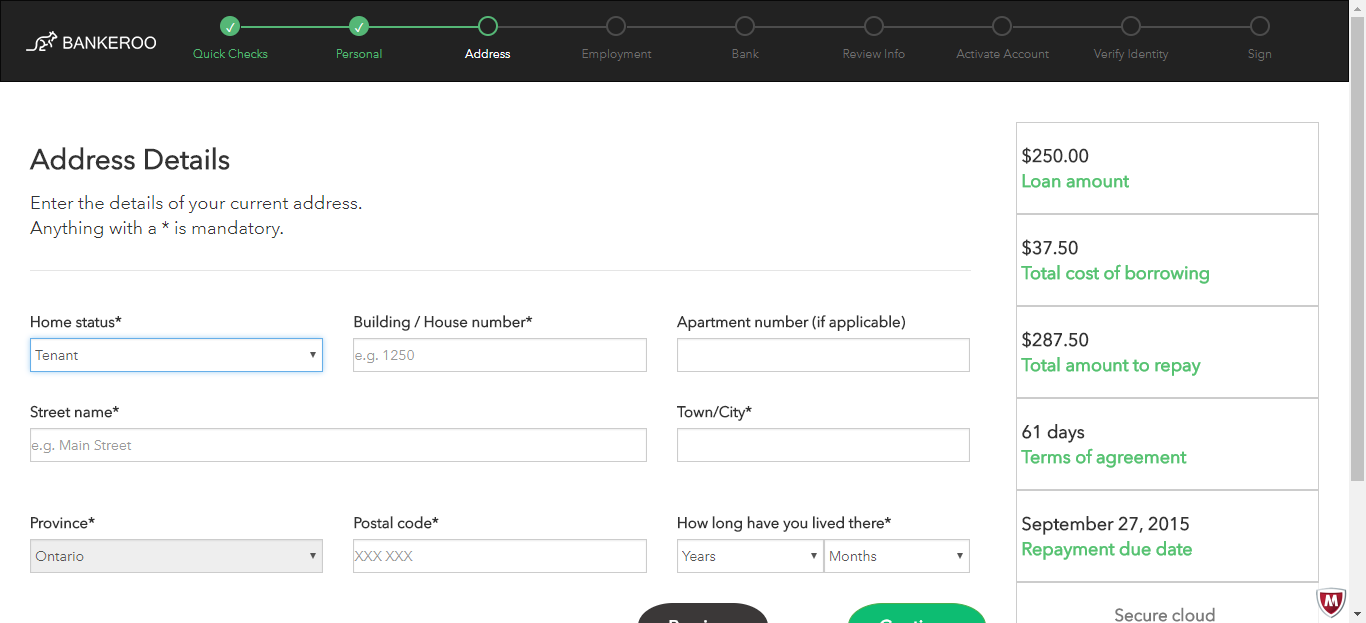 BANKEROO
Quick Checks Personal Address Employment Bank Review Info Activate Account Verify Identity Sign
Address Details
Enter the details of your current address.
Anything with a * is mandatory.
Home status* Building / House number* Apartment number (if applicable)
Tenant e.g. 1250
Street name* Town/City*
e.g. Main Street
Province* Postal code* How long have you lived there*
Ontario XXX XXX Years Months
$250.00
Loan amount
$37.50
Total cost of borrowing
$287.50
Total amount to repay
61 days
Terms of agreement
September 27, 2015
Repayment due date
Secure cloud